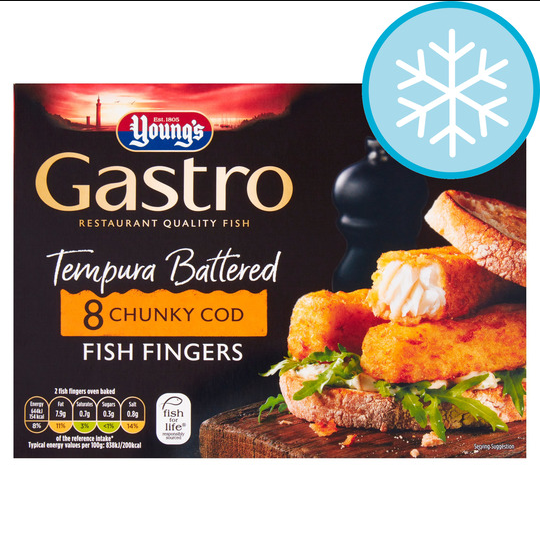 Est. 1805
Young's
Gastro
RESTAURANT QUALITY FISH
Tempura Battered
8 CHUNKY COD
FISH FINGERS
2 fish fingers oven baked
Energy Fat Saturates Sugars Salt
644kJ 154kcal 7.9g 0.7g 0.3g 0.8g
8% 11% 3% <1% 14%
of the reference intake*
Typical energy values per 100g: 838kJ/200kcal
fish
for
life®
responsibly
sourced
Serving Suggestion